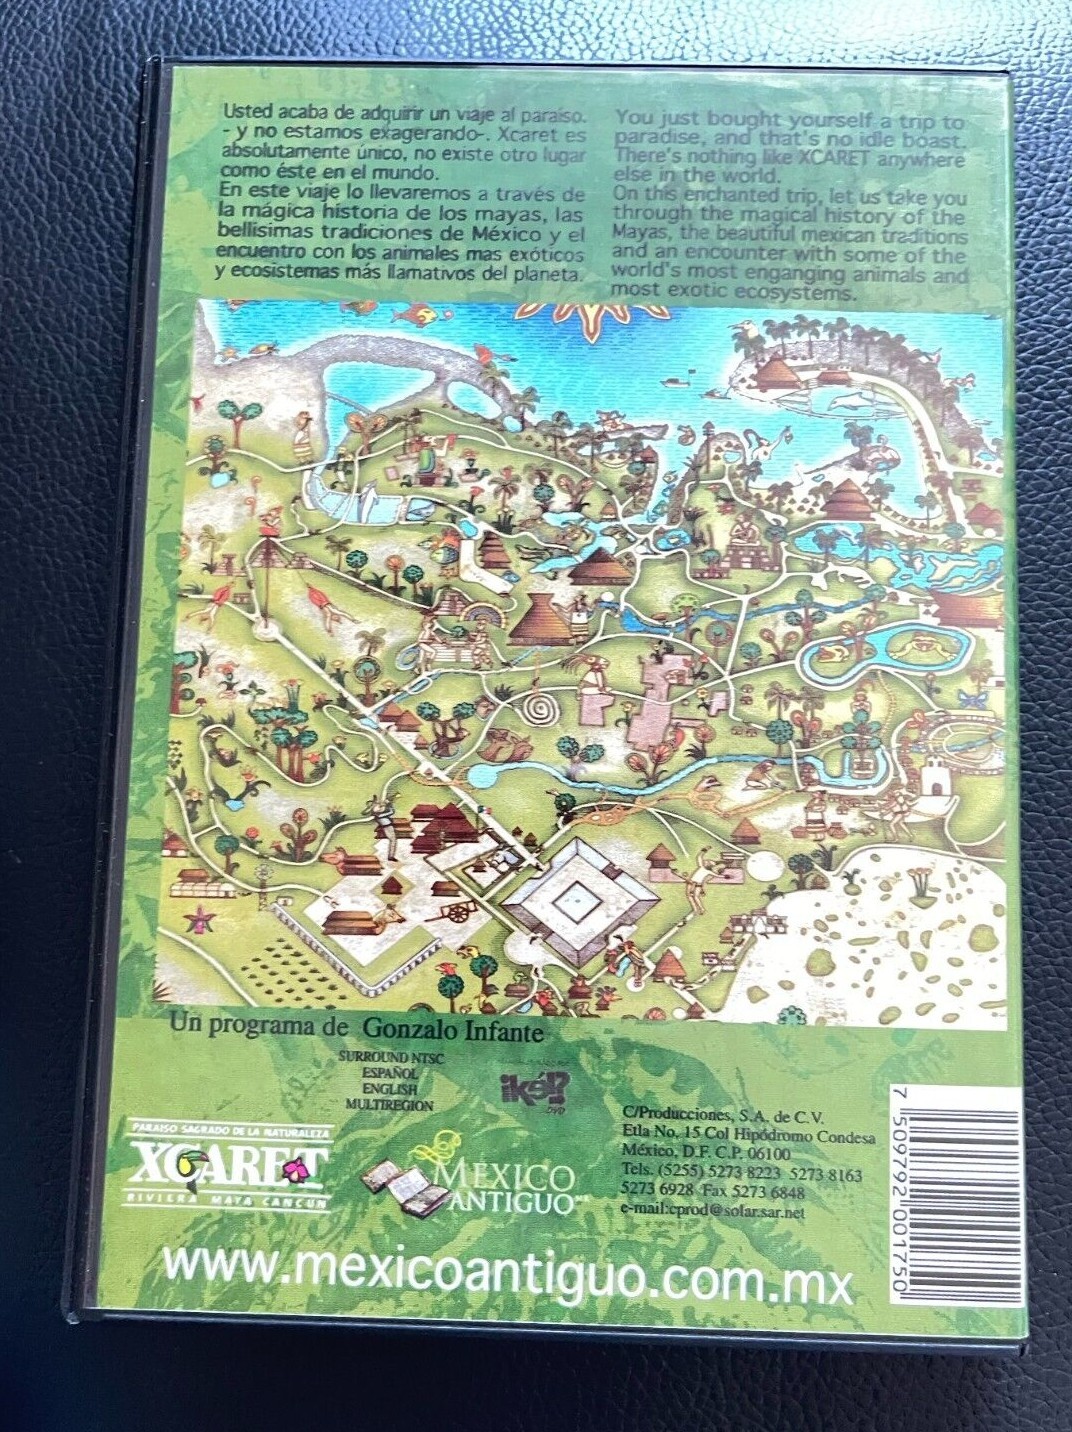 Usted acaba de adquirir un viaje al paraíso.
- y no estamos exagerando-. Xcaret es
absolutamente único, no existe otro lugar
como éste en el mundo.
En este viaje lo llevaremos a través de
la mágica historia de los mayas, las
bellísimas tradiciones de México y el
encuentro con los animales mas exóticos
y ecosistemas más llamativos del planeta.
You just bought yourself a trip to
paradise, and that's no idle boast.
There's nothing like XCARET anywhere
else in the world.
On this enchanted trip, let us take you
through the magical history of the
Mayas, the beautiful mexican traditions
and an encounter with some of the
world's most enganging animals and
most exotic ecosystems.
Un programa de Gonzalo Infante
SURROUND NTSC
ESPAÑOL
ENGLISH
MULTIREGION
iké!?
DVD
C/Producciones, S.A. de C.V.
Etla No. 15 Col Hipódromo Condesa
México, D.F. C.P. 06100
Tels. (5255) 5273 8223 5273 8163
5273 6928 Fax 5273 6848
e-mail:cprod@solar.sar.net
PARAISO SAGRADO DE LA NATURALEZA
XCARET
RIVIERA MAYA CANCUN
MÉXICO
ANTIGUO
www.mexicoantiguo.com.mx
7 509792 001750